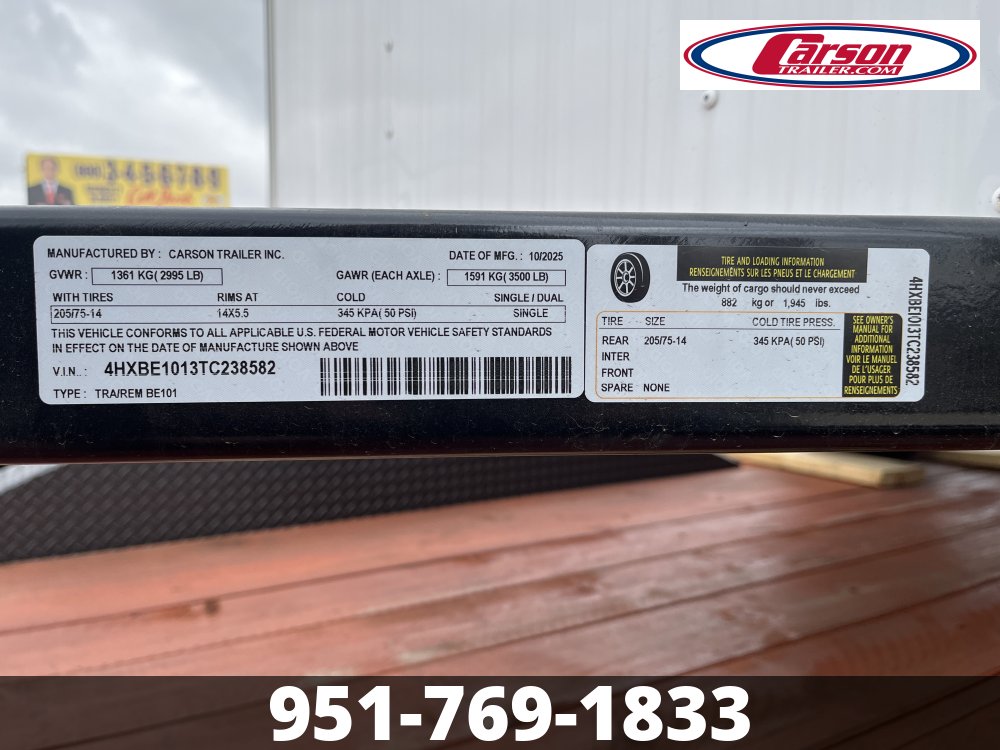 Carson
TRAILER.COM
3456789
MANUFACTURED BY : CARSON TRAILER INC. DATE OF MFG. : 10/2025
GVWR : 1361 KG( 2995 LB) GAWR (EACH AXLE) : 1591 KG( 3500 LB)
WITH TIRES RIMS AT COLD SINGLE / DUAL
205/75-14 14X5.5 345 KPA( 50 PSI) SINGLE
THIS VEHICLE CONFORMS TO ALL APPLICABLE U.S. FEDERAL MOTOR VEHICLE SAFETY STANDARDS
IN EFFECT ON THE DATE OF MANUFACTURE SHOWN ABOVE
V.I.N.. : 4HXBE1013TC238582
TYPE : TRA/REM BE101
TIRE AND LOADING INFORMATION
RENSEIGNEMENTS SUR LES PNEUS ET LE CHARGEMENT
The weight of cargo should never exceed
882 kg or 1,945 lbs.
TIRE SIZE COLD TIRE PRESS.
REAR 205/75-14 345 KPA( 50 PSI)
INTER
FRONT
SPARE NONE
SEE OWNER'S
MANUAL FOR
ADDITIONAL
INFORMATION
VOIR LE MANUEL
DE L'USAGER
POUR PLUS DE
RENSEIGNEMENTS
4HXBE1013TC238582
951-769-1833